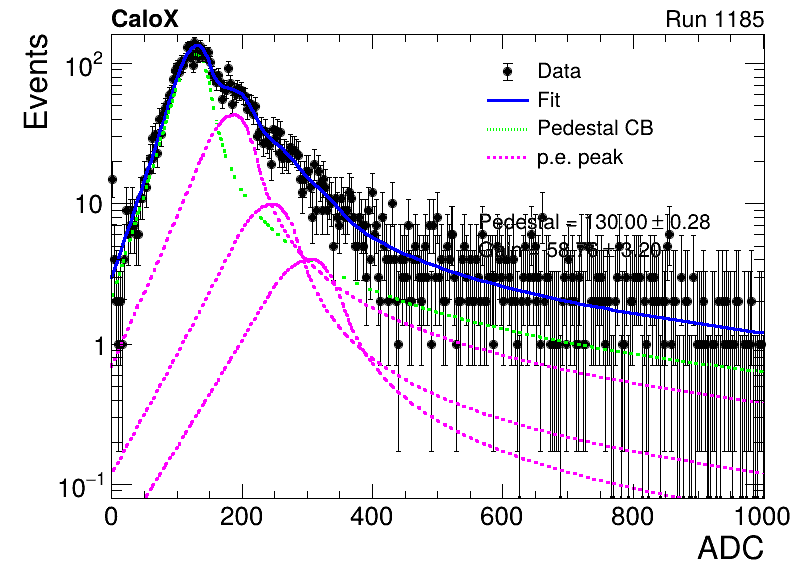 CaloX Run 1185
Events
Data
Fit
Pedestal CB
p.e. peak
Pedestal = 130.00 ± 0.28
Gain = 58.76 ± 3.20
10²
10
1
10⁻¹
0 200 400 600 800 1000
ADC